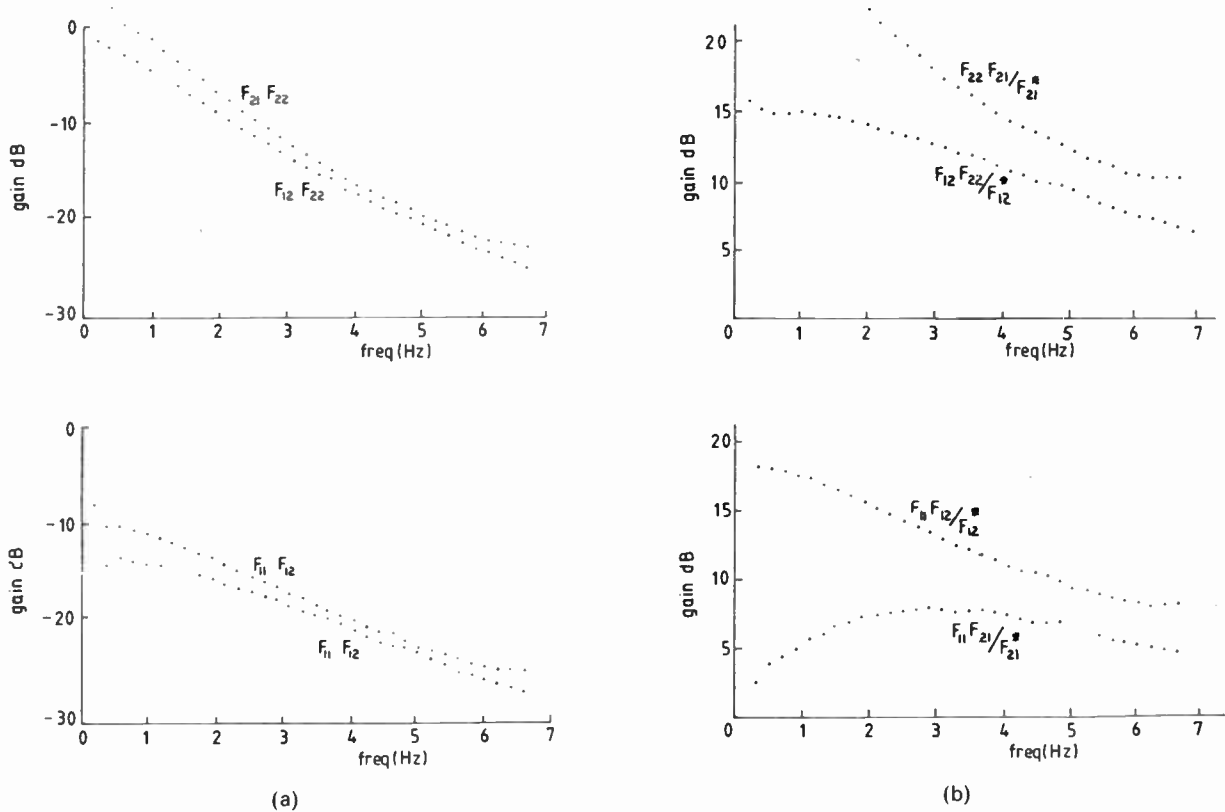 0
-10
-20
-30
gain dB
F₂₁ F₂₂
F₁₂ F₂₂
0 1 2 3 4 5 6 7
freq(Hz)
20
15
10
5
gain dB
F₂₂ F₂₁/F₂₁*
F₁₂ F₂₂/F₁₂*
0 1 2 3 4 5 6 7
freq(Hz)
0
-10
-20
-30
gain dB
F₁₁ F₁₂
F₁₁ F₁₂
0 1 2 3 4 5 6 7
freq(Hz)
(a)
20
15
10
5
gain dB
F₁₁ F₁₂/F₁₂*
F₁₁ F₂₁/F₂₁*
0 1 2 3 4 5 6 7
freq(Hz)
(b)